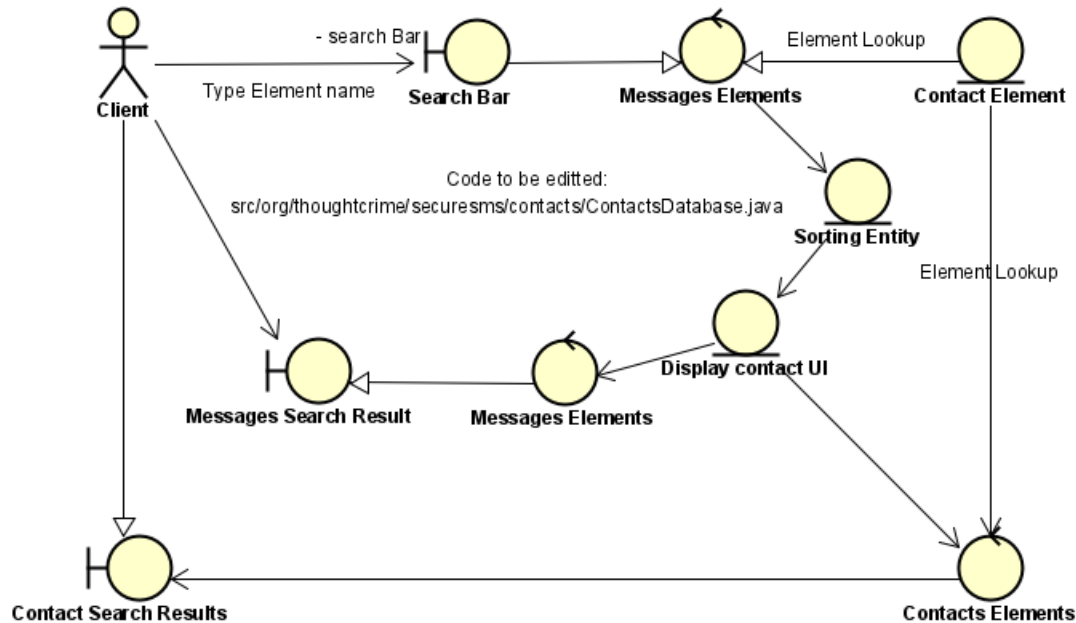 - search Bar
Element Lookup
Type Element name
Client
Search Bar
Messages Elements
Contact Element
Code to be editted:
src/org/thoughtcrime/securesms/contacts/ContactsDatabase.java
Sorting Entity
Element Lookup
Display contact UI
Messages Search Result
Messages Elements
Contact Search Results
Contacts Elements